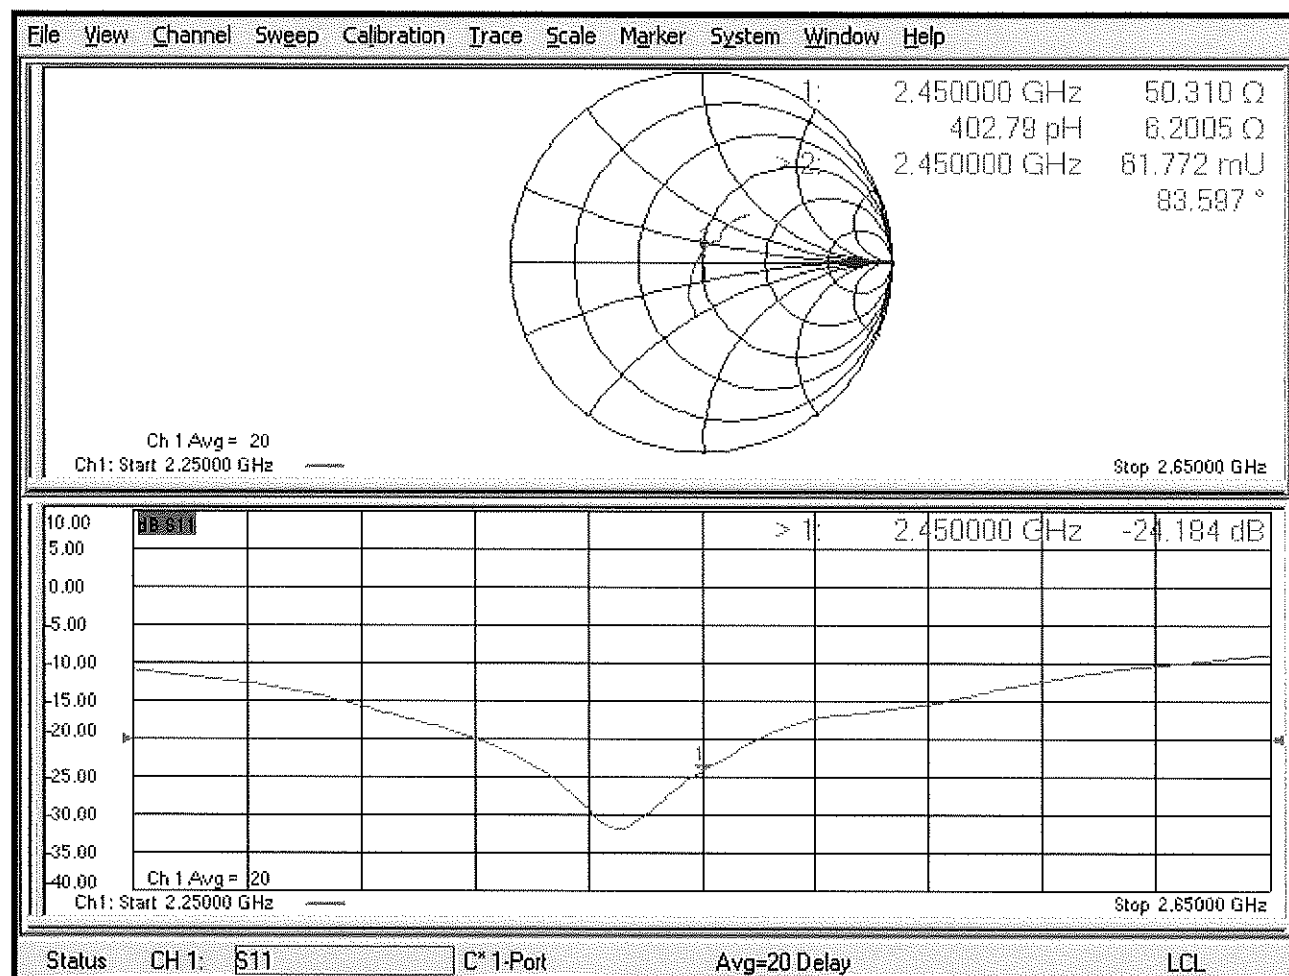 File View Channel Sweep Calibration Trace Scale Marker System Window Help
1: 2.450000 GHz 50.310 Ω
402.79 pH 6.2005 Ω
> 2: 2.450000 GHz 61.772 mU
83.597 °
Ch 1 Avg = 20
Ch1: Start 2.25000 GHz
Stop 2.65000 GHz
10.00
dB S11
> 1: 2.450000 GHz -24.184 dB
5.00
0.00
-5.00
-10.00
-15.00
-20.00
1
-25.00
-30.00
-35.00
-40.00
Ch 1 Avg = 20
Ch1: Start 2.25000 GHz
Stop 2.65000 GHz
Status CH 1: S11 C* 1-Port Avg=20 Delay LCL